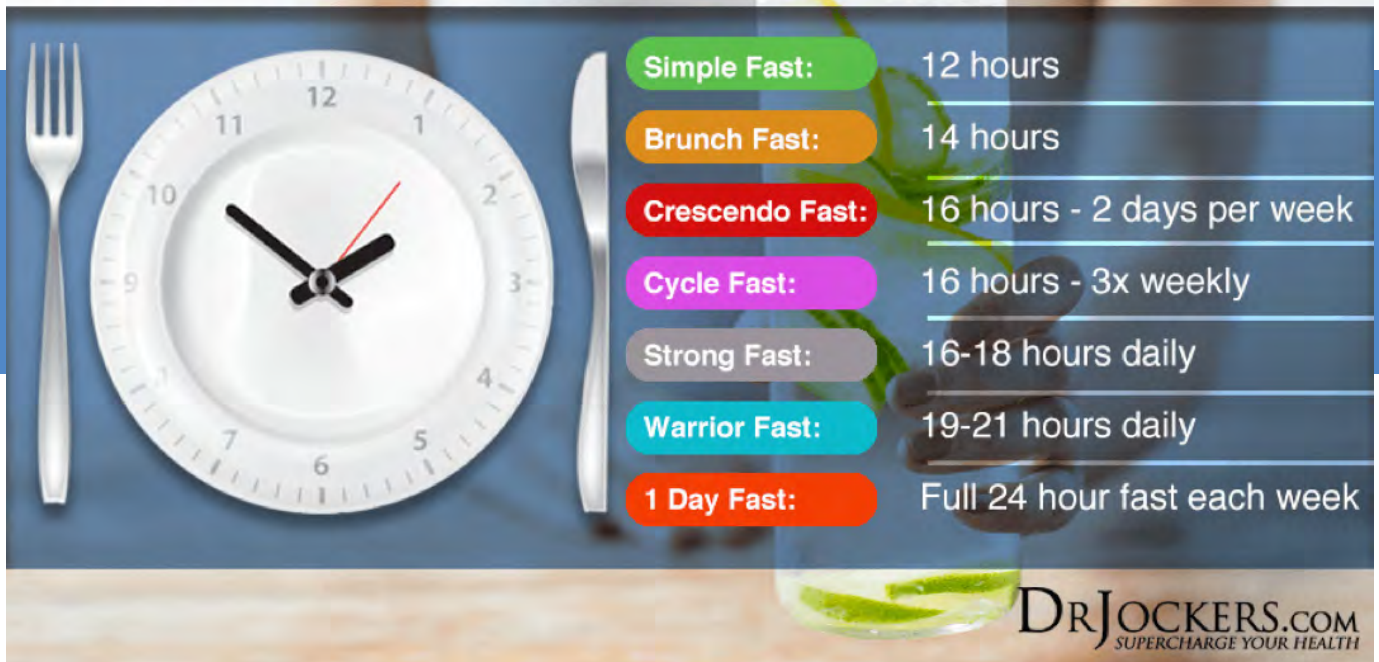 12
11
1
10
2
9
3
4
7
5
6
Simple Fast: 12 hours
Brunch Fast: 14 hours
Crescendo Fast: 16 hours - 2 days per week
Cycle Fast: 16 hours - 3x weekly
Strong Fast: 16-18 hours daily
Warrior Fast: 19-21 hours daily
1 Day Fast: Full 24 hour fast each week
DRJOCKERS.COM
SUPERCHARGE YOUR HEALTH